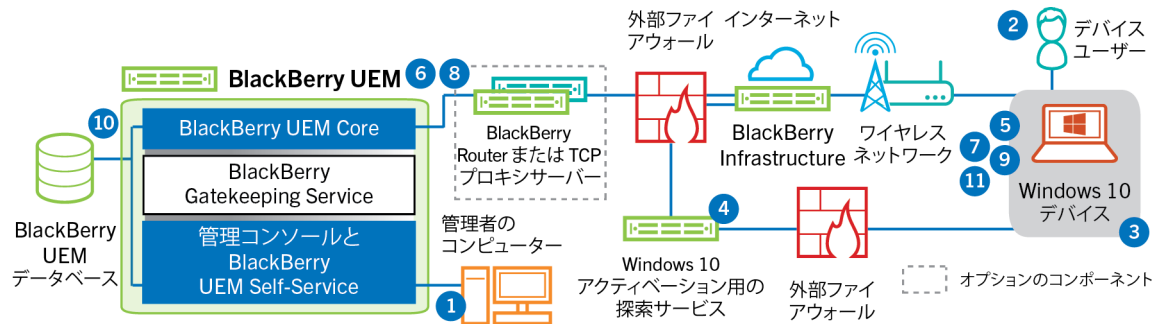 BlackBerry UEM
6
8
10
BlackBerry UEM Core
BlackBerry
Gatekeeping Service
管理コンソールと
BlackBerry
UEM Self-Service
BlackBerry
UEM
データベース
BlackBerry
Router または TCP
プロキシサーバー
管理者の
コンピューター
1
外部ファイ
アウォール
インターネット
BlackBerry
Infrastructure
ワイヤレス
ネットワーク
2
デバイス
ユーザー
5
7
9
11
Windows 10
デバイス
3
4
Windows 10
アクティベーション用の
探索サービス
外部ファイ
アウォール
オプションのコンポーネント